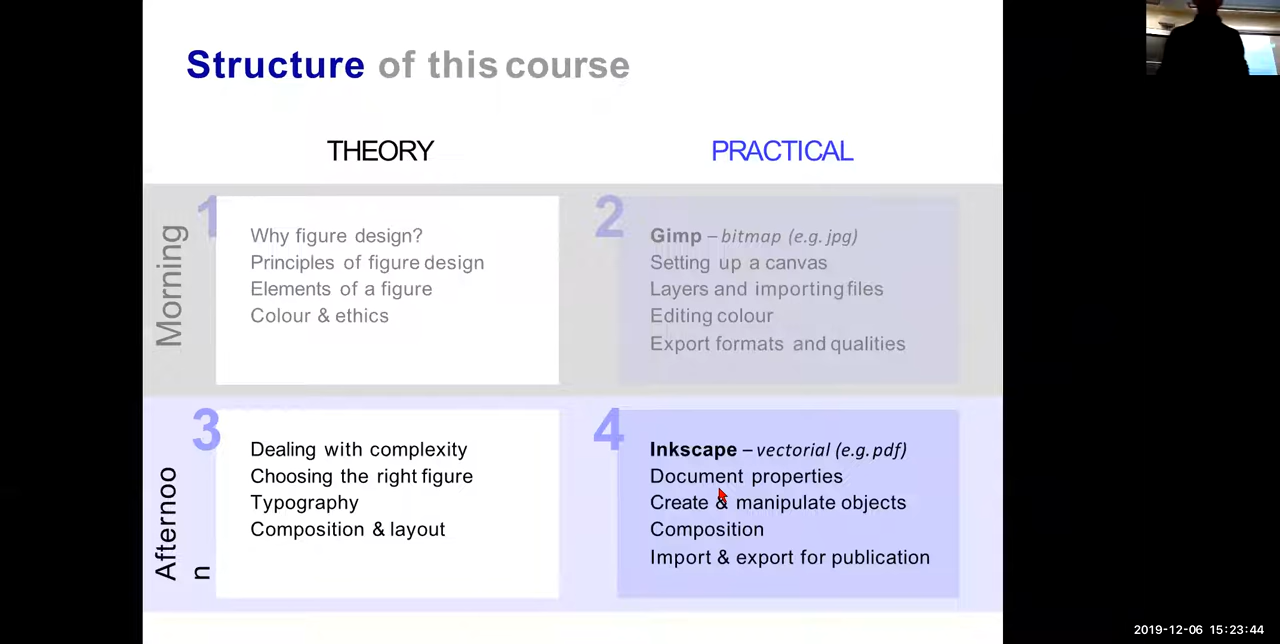 Structure of this course
THEORY
PRACTICAL
Morning
1
Why figure design?
Principles of figure design
Elements of a figure
Colour & ethics
2
Gimp – bitmap (e.g. jpg)
Setting up a canvas
Layers and importing files
Editing colour
Export formats and qualities
Afternoo
n
3
Dealing with complexity
Choosing the right figure
Typography
Composition & layout
4
Inkscape – vectorial (e.g. pdf)
Document properties
Create & manipulate objects
Composition
Import & export for publication
2019-12-06 15:23:44